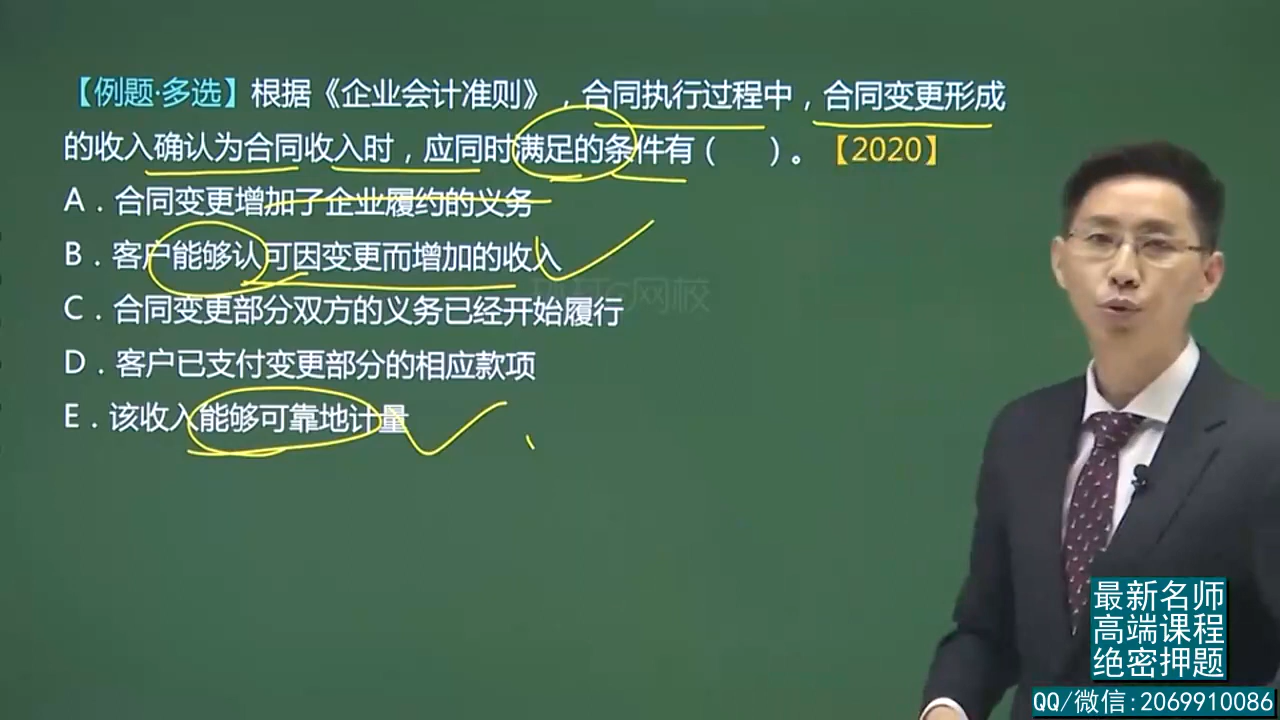 【例题·多选】根据《企业会计准则》，合同执行过程中，合同变更形成
的收入确认为合同收入时，应同时满足的条件有（    ）。【2020】
A．合同变更增加了企业履约的义务
B．客户能够认可因变更而增加的收入
C．合同变更部分双方的义务已经开始履行
D．客户已支付变更部分的相应款项
E．该收入能够可靠地计量
最新名师
高端课程
绝密押题
QQ/微信:2069910086